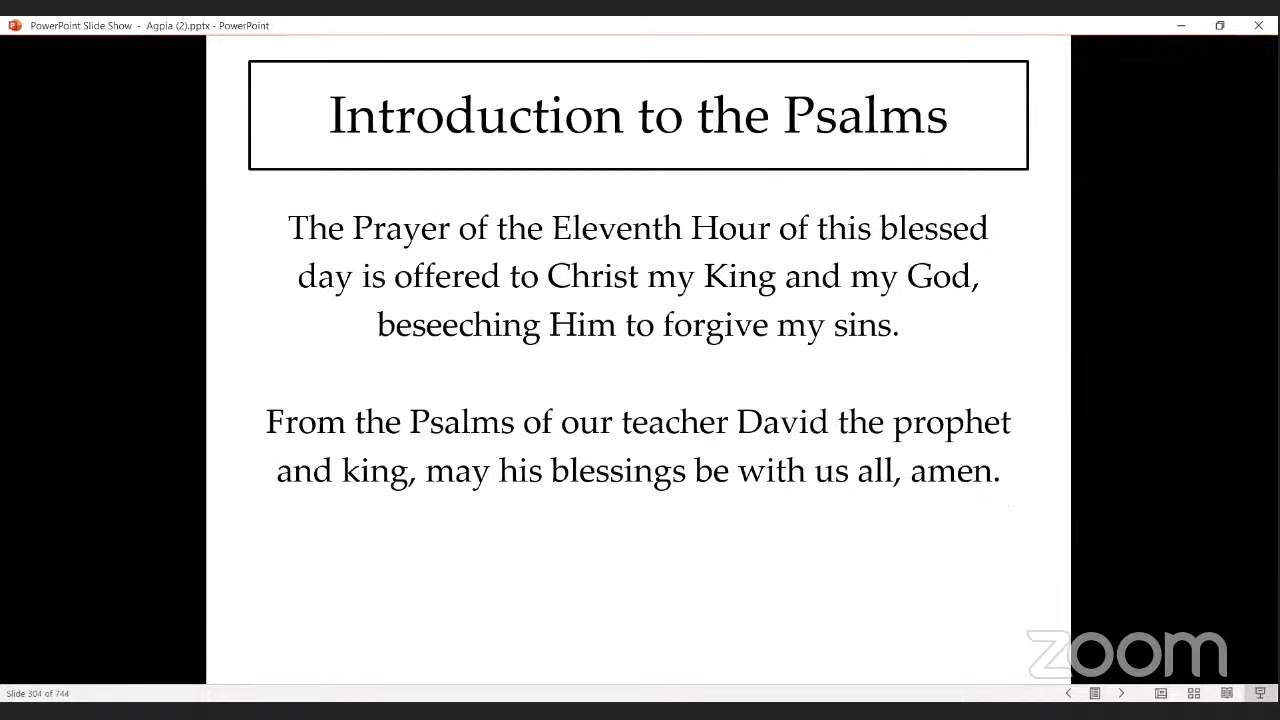 PowerPoint Slide Show - Agpia (2).pptx - PowerPoint
Introduction to the Psalms
The Prayer of the Eleventh Hour of this blessed
day is offered to Christ my King and my God,
beseeching Him to forgive my sins.
From the Psalms of our teacher David the prophet
and king, may his blessings be with us all, amen.
zoom
Slide 304 of 744